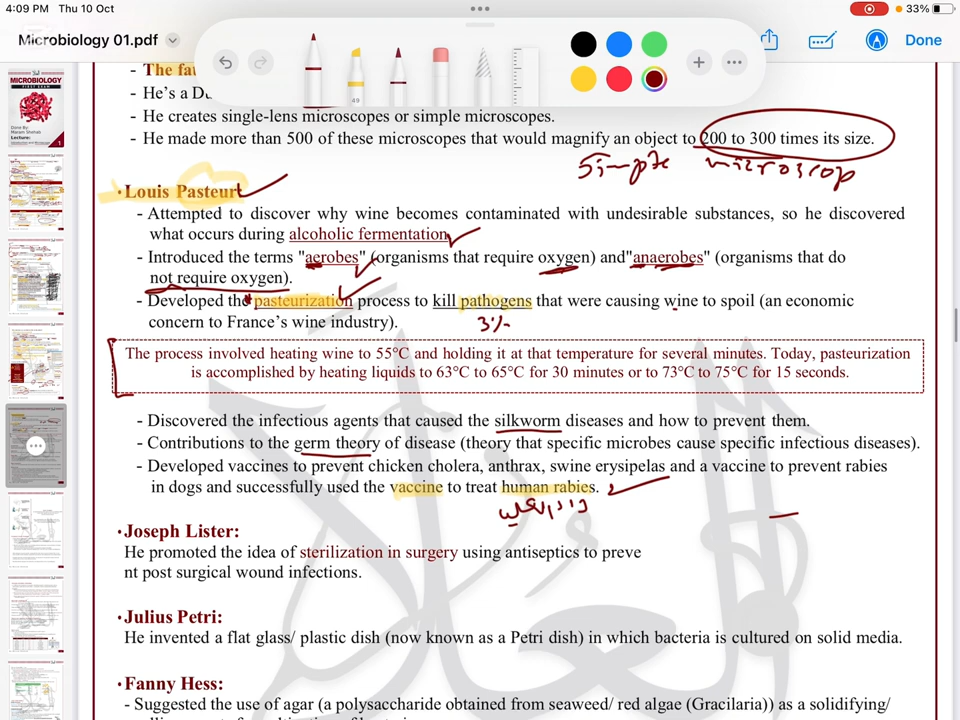 4:09 PM Thu 10 Oct
33%
Microbiology 01.pdf
Done
MICROBIOLOGY
FIRST EXAM
Lecture:
1
49
- The fat
- He's a Du
- He creates single-lens microscopes or simple microscopes.
- He made more than 500 of these microscopes that would magnify an object to 200 to 300 times its size.
Simple microscop
• Louis Pasteurt
- Attempted to discover why wine becomes contaminated with undesirable substances, so he discovered
what occurs during alcoholic fermentation
- Introduced the terms "aerobes" (organisms that require oxygen) and"anaerobes" (organisms that do
not require oxygen).
- Developed the pasteurization process to kill pathogens that were causing wine to spoil (an economic
concern to France's wine industry).
3%
The process involved heating wine to 55°C and holding it at that temperature for several minutes. Today, pasteurization
is accomplished by heating liquids to 63°C to 65°C for 30 minutes or to 73°C to 75°C for 15 seconds.
- Discovered the infectious agents that caused the silkworm diseases and how to prevent them.
- Contributions to the germ theory of disease (theory that specific microbes cause specific infectious diseases).
- Developed vaccines to prevent chicken cholera, anthrax, swine erysipelas and a vaccine to prevent rabies
in dogs and successfully used the vaccine to treat human rabies.
• Joseph Lister:
He promoted the idea of sterilization in surgery using antiseptics to preve
nt post surgical wound infections.
• Julius Petri:
He invented a flat glass/ plastic dish (now known as a Petri dish) in which bacteria is cultured on solid media.
• Fanny Hess:
- Suggested the use of agar (a polysaccharide obtained from seaweed/ red algae (Gracilaria)) as a solidifying/